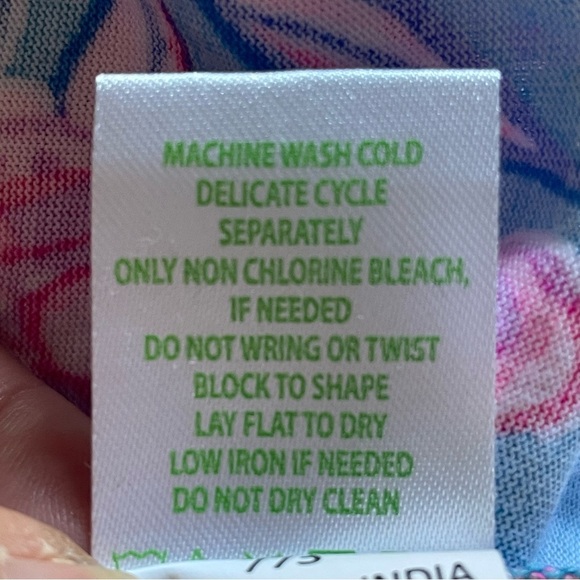 MACHINE WASH COLD
DELICATE CYCLE
SEPARATELY
ONLY NON CHLORINE BLEACH,
IF NEEDED
DO NOT WRING OR TWIST
BLOCK TO SHAPE
LAY FLAT TO DRY
LOW IRON IF NEEDED
DO NOT DRY CLEAN
INDIA